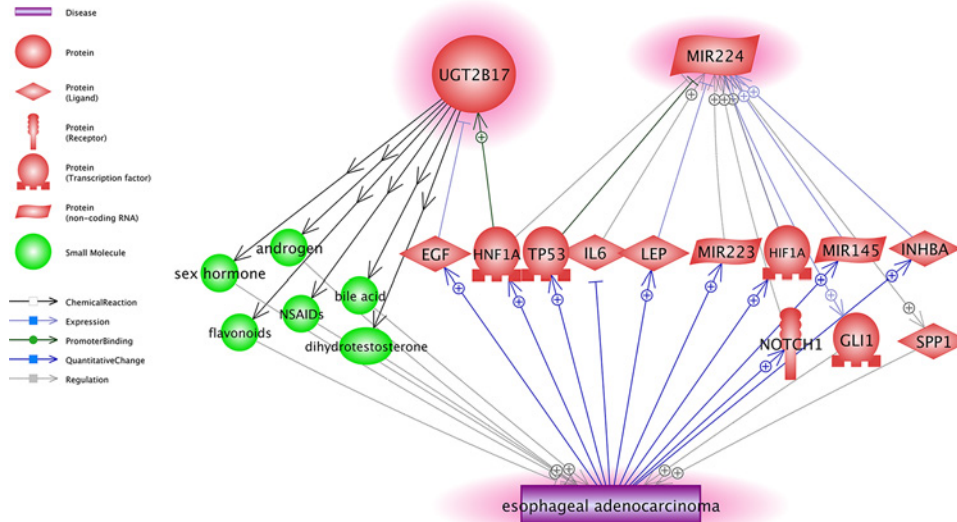 Disease
Protein
Protein
(Ligand)
Protein
(Receptor)
Protein
(Transcription factor)
Protein
(non-coding RNA)
Small Molecule
ChemicalReaction
Expression
PromoterBinding
QuantitativeChange
Regulation
UGT2B17
MIR224
androgen
sex hormone
bile acid
NSAIDs
flavonoids
dihydrotestosterone
EGF
HNF1A
TP53
IL6
LEP
MIR223
HIF1A
MIR145
INHBA
NOTCH1
GLI1
SPP1
esophageal adenocarcinoma